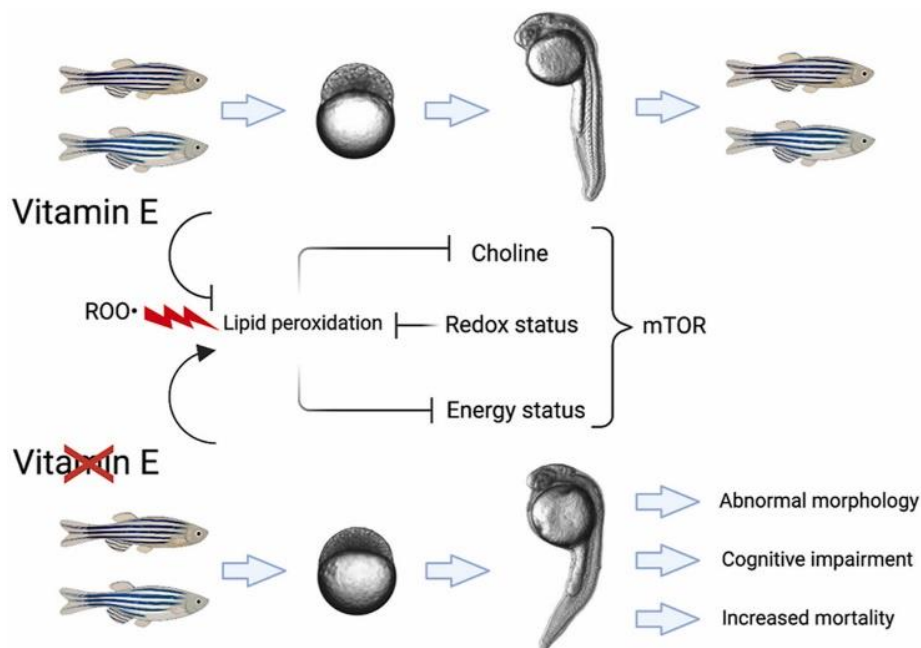 Vitamin E
Choline
ROO•
Lipid peroxidation
Redox status
mTOR
Energy status
Vitamin E
Abnormal morphology
Cognitive impairment
Increased mortality